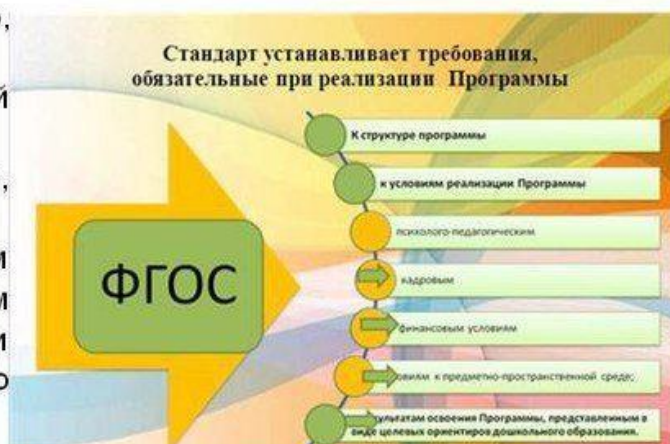 ,
Стандарт устанавливает требования,
обязательные при реализации Программы
й
,
и
м
и
о
ФГОС
К структуре программы
к условиям реализации Программы
психолого-педагогическим
кадровым
финансовым условиям
к предметно-пространственной среде;
освоения Программы, представленным в
виде целевых ориентиров дошкольного образования.